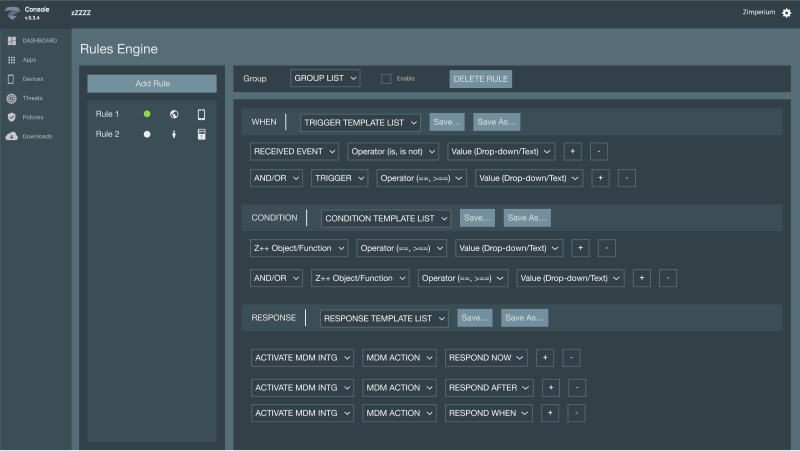 Console
v.5.3.4
zZZZZ
Zimperium
DASHBOARD
Apps
Devices
Threats
Policies
Downloads
Rules Engine
Add Rule
Rule 1
Rule 2
Group GROUP LIST Enable DELETE RULE
WHEN TRIGGER TEMPLATE LIST Save... Save As...
RECEIVED EVENT Operator (is, is not) Value (Drop-down/Text) + -
AND/OR TRIGGER Operator (==, >==) Value (Drop-down/Text) + -
CONDITION CONDITION TEMPLATE LIST Save... Save As...
Z++ Object/Function Operator (==, >==) Value (Drop-down/Text) + -
AND/OR Z++ Object/Function Operator (==, >==) Value (Drop-down/Text) + -
RESPONSE RESPONSE TEMPLATE LIST Save... Save As...
ACTIVATE MDM INTG MDM ACTION RESPOND NOW + -
ACTIVATE MDM INTG MDM ACTION RESPOND AFTER + -
ACTIVATE MDM INTG MDM ACTION RESPOND WHEN + -